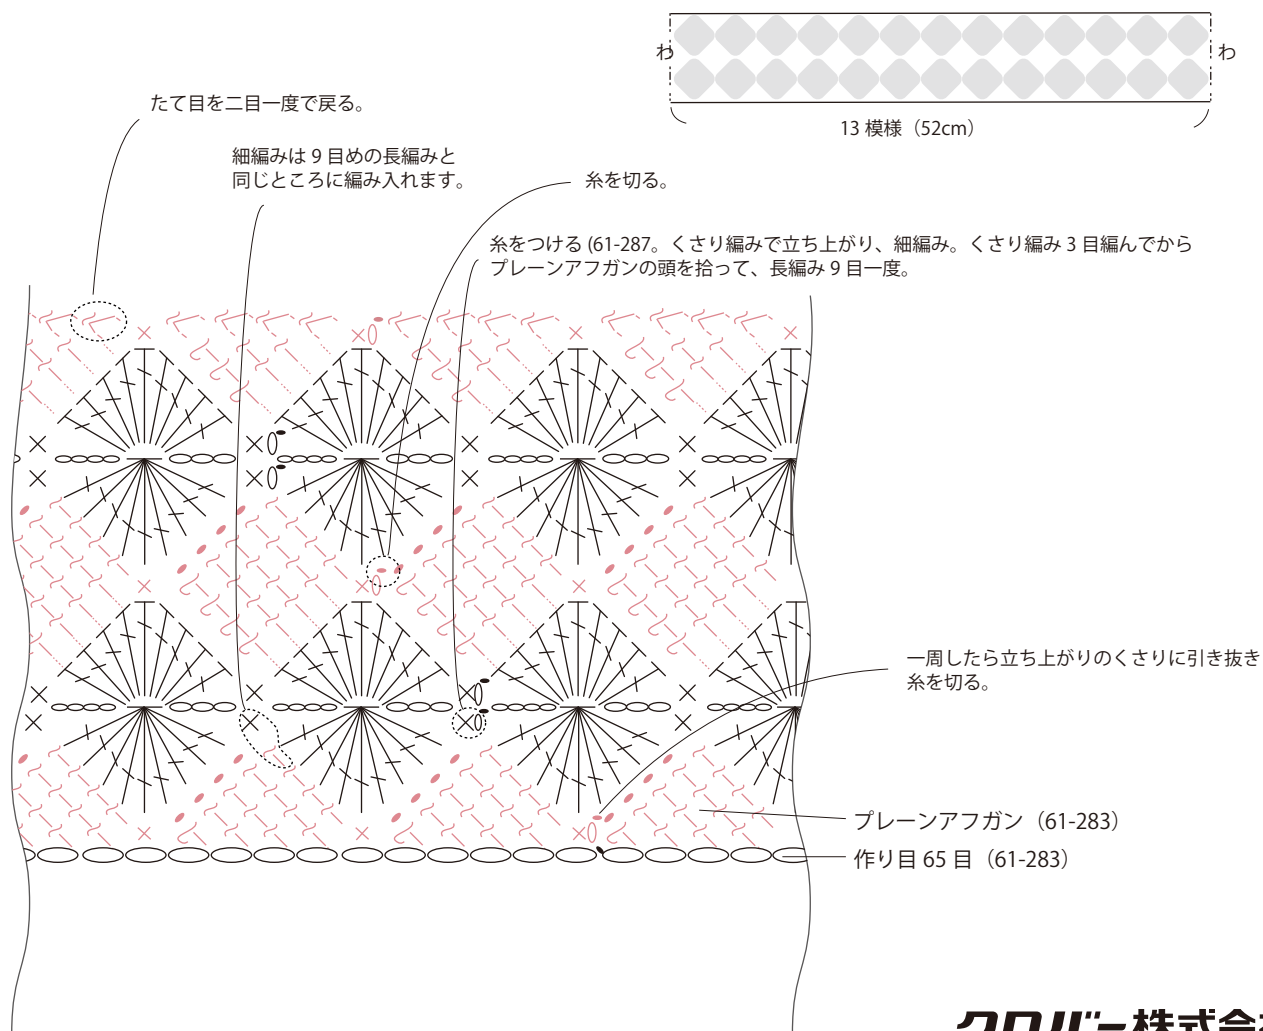 わ
わ
13 模様（52cm）
たて目を二目一度で戻る。
細編みは 9 目めの長編みと
同じところに編み入れます。
糸を切る。
糸をつける (61-287。くさり編みで立ち上がり、細編み。くさり編み 3 目編んでから
プレーンアフガンの頭を拾って、長編み 9 目一度。
一周したら立ち上がりのくさりに引き抜き
糸を切る。
プレーンアフガン（61-283）
作り目 65 目（61-283）
クロバー株式会